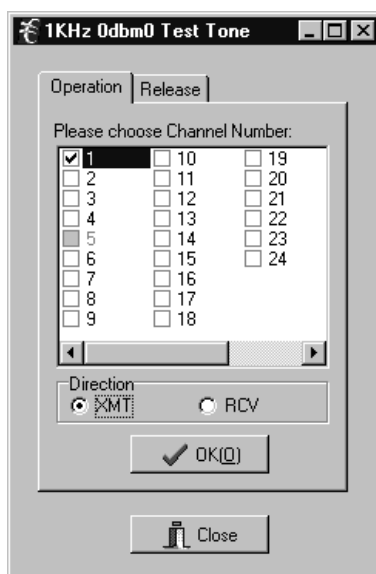 1KHz 0dbm0 Test Tone
Operation Release
Please choose Channel Number:
1 10 19
2 11 20
3 12 21
4 13 22
5 14 23
6 15 24
7 16
8 17
9 18
Direction
XMT RCV
OK(O)
Close